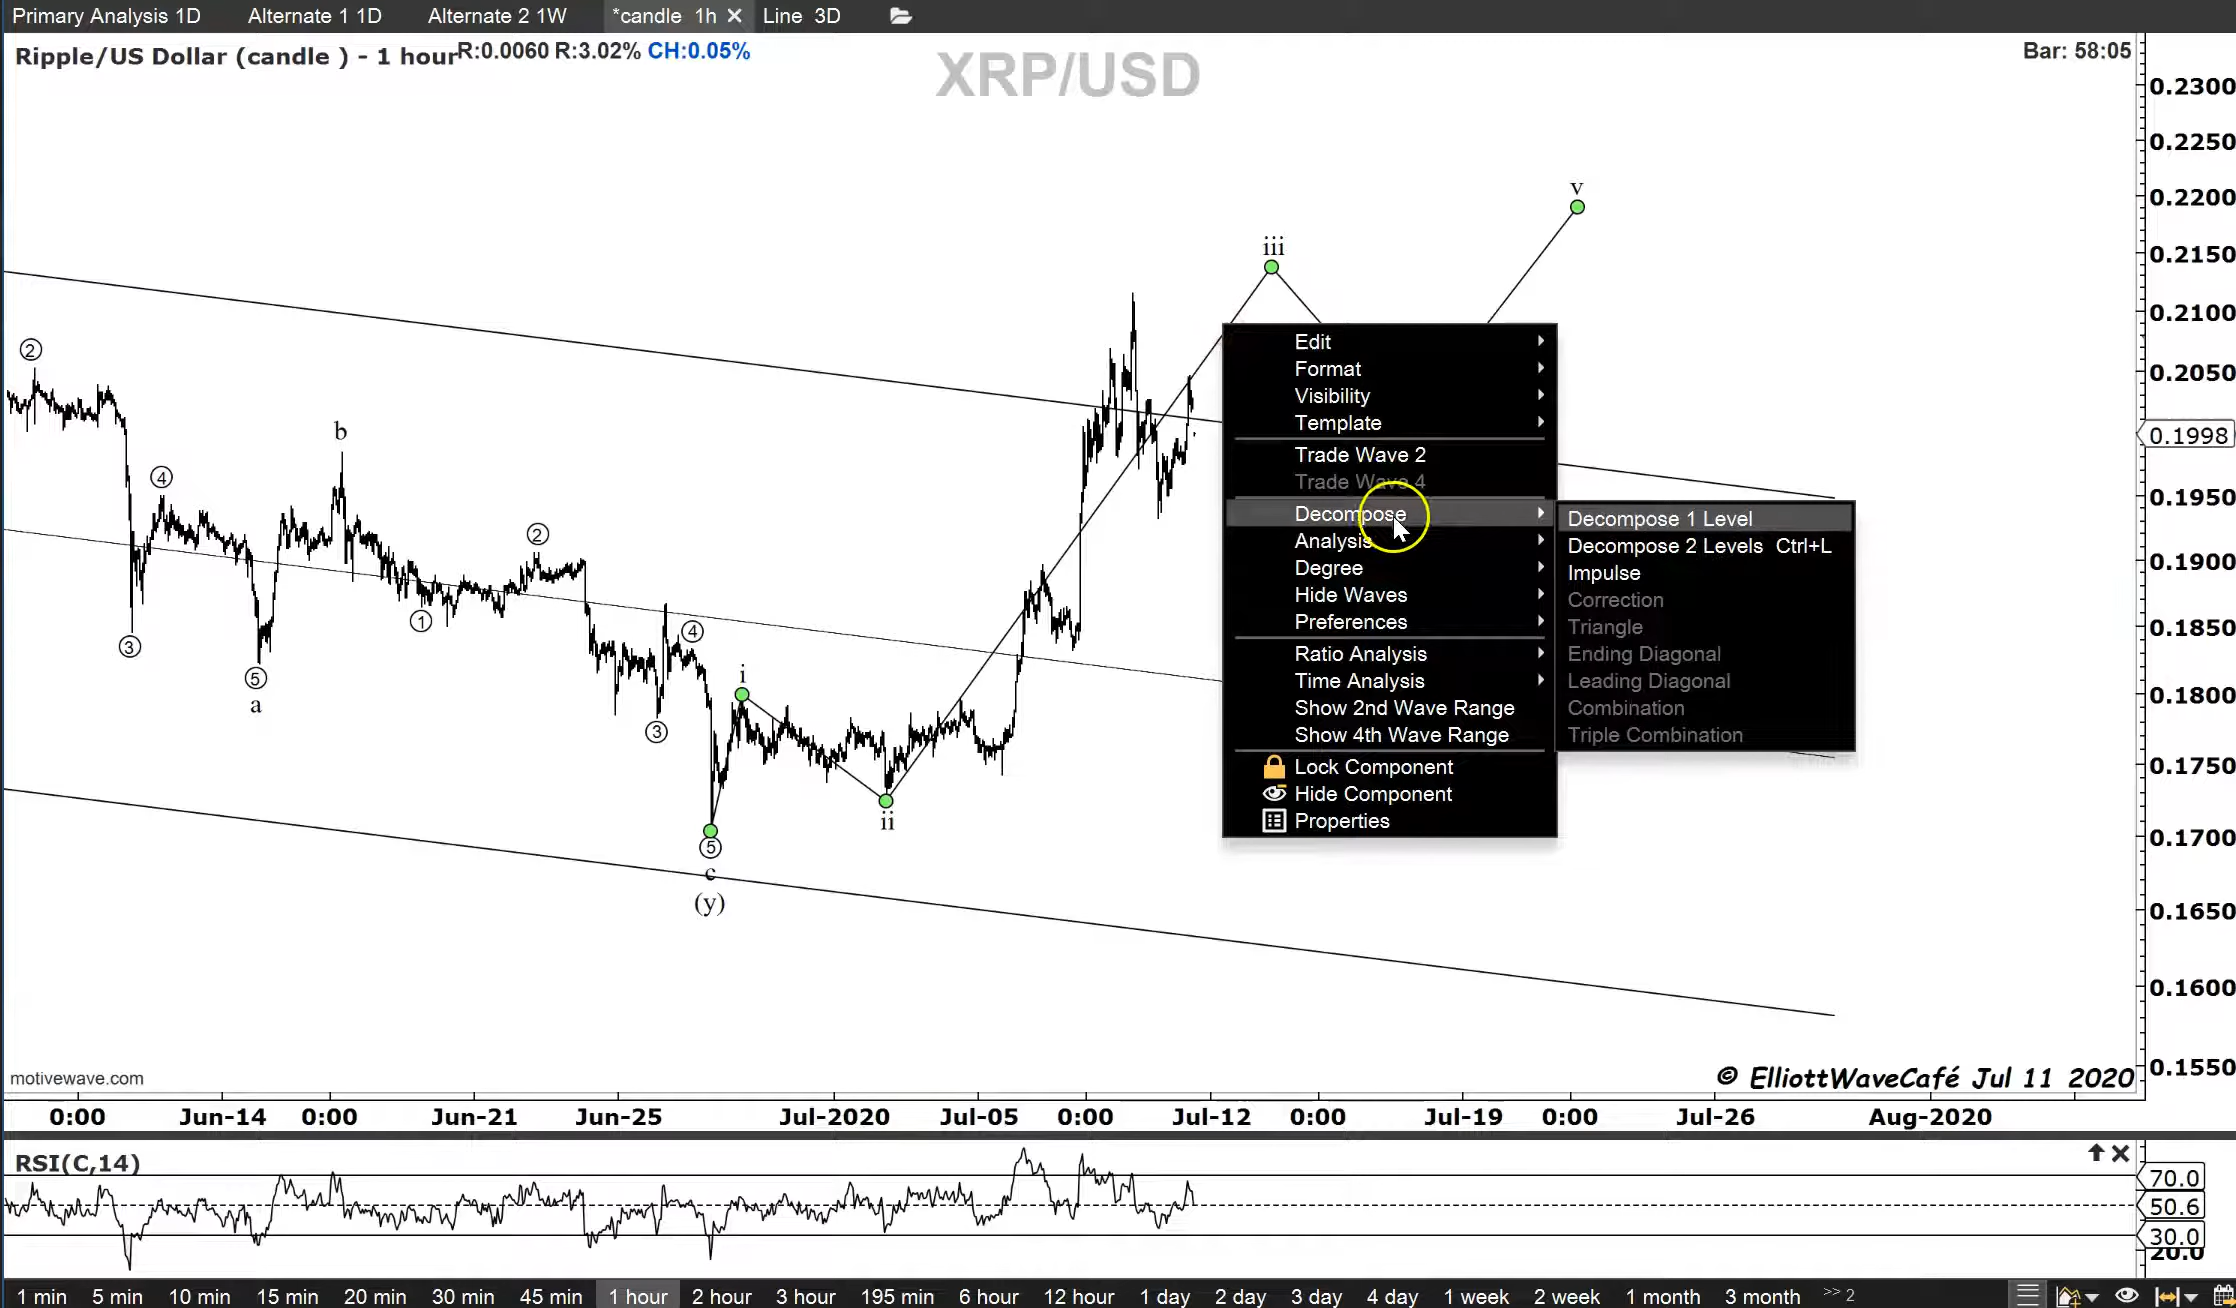 Primary Analysis 1D Alternate 1 1D Alternate 2 1W *candle 1h Line 3D
Ripple/US Dollar (candle ) - 1 hour R:0.0060 R:3.02% CH:0.05%
XRP/USD
Bar: 58:05
0.2300
0.2250
0.2200
0.2150
0.2100
0.2050
0.1998
0.1950
0.1900
0.1850
0.1800
0.1750
0.1700
0.1650
0.1600
0.1550
v
iii
②
b
④
②
③
①
④
⑤
a
i
③
ii
⑤
c
(y)
Edit
Format
Visibility
Template
Trade Wave 2
Trade Wave 4
Decompose
Analysis
Degree
Hide Waves
Preferences
Ratio Analysis
Time Analysis
Show 2nd Wave Range
Show 4th Wave Range
Lock Component
Hide Component
Properties
Decompose 1 Level
Decompose 2 Levels Ctrl+L
Impulse
Correction
Triangle
Ending Diagonal
Leading Diagonal
Combination
Triple Combination
motivewave.com
© ElliottWaveCafé Jul 11 2020
0:00 Jun-14 0:00 Jun-21 Jun-25 Jul-2020 Jul-05 0:00 Jul-12 0:00 Jul-19 0:00 Jul-26 Aug-2020
RSI(C,14)
70.0
50.6
30.0
20.0
1 min 5 min 10 min 15 min 20 min 30 min 45 min 1 hour 2 hour 3 hour 195 min 6 hour 12 hour 1 day 2 day 3 day 4 day 1 week 2 week 1 month 3 month >> 2